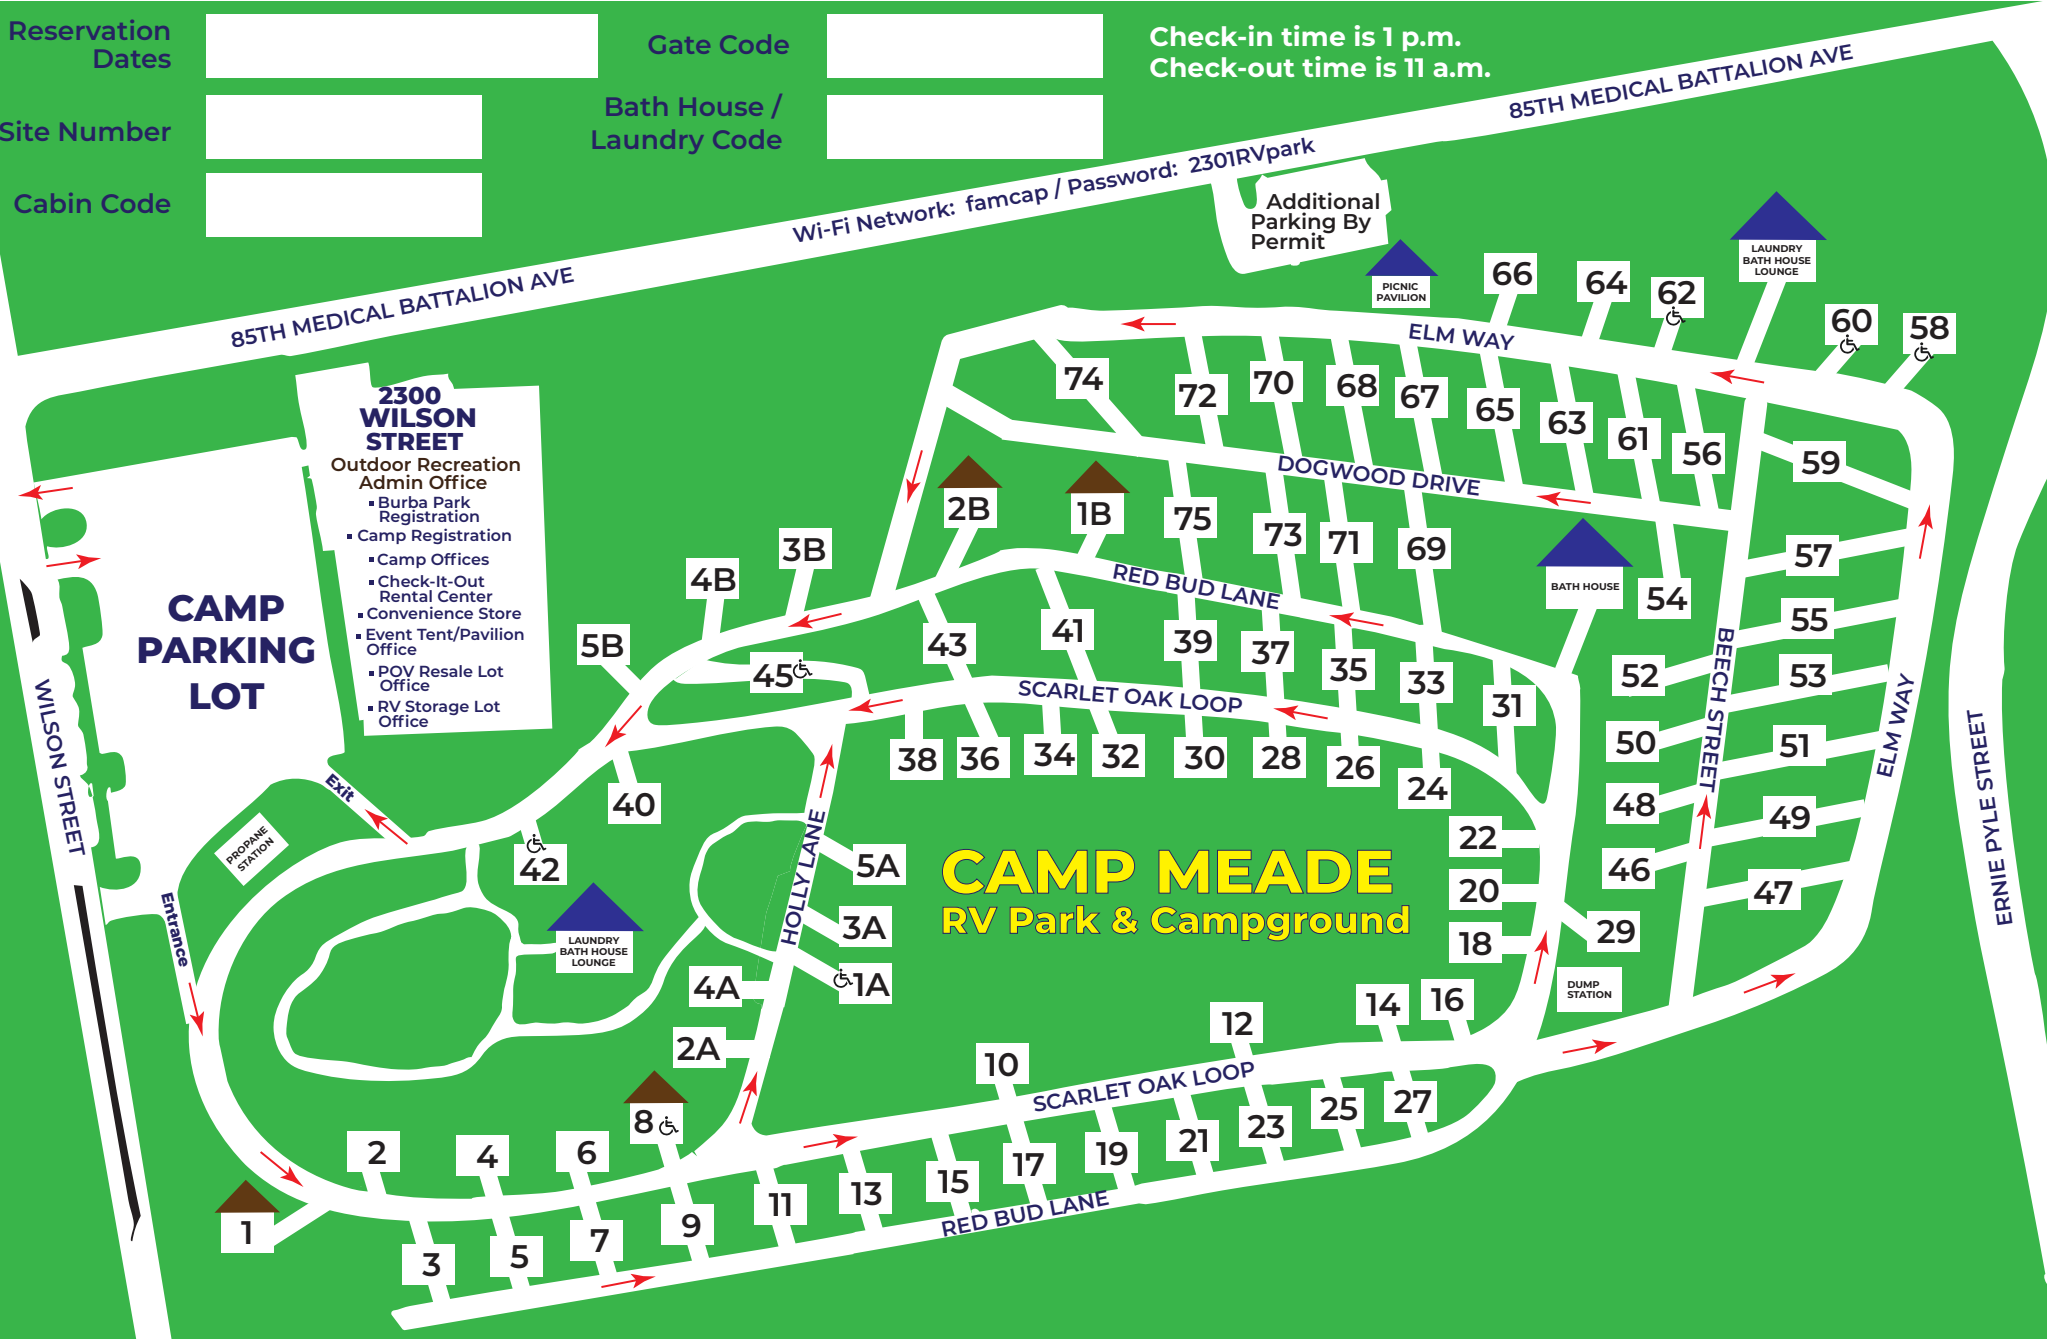 Reservation
Dates
Gate Code
Check-in time is 1 p.m.
Check-out time is 11 a.m.
Site Number
Bath House /
Laundry Code
Cabin Code
85TH MEDICAL BATTALION AVE
Wi-Fi Network: famcap / Password: 2301RVpark
85TH MEDICAL BATTALION AVE
Additional
Parking By
Permit
PICNIC
PAVILION
LAUNDRY
BATH HOUSE
LOUNGE
66
64
62
60
58
ELM WAY
74
72
70
68
67
65
63
61
56
59
DOGWOOD DRIVE
2300
WILSON
STREET
Outdoor Recreation
Admin Office
▪ Burba Park
Registration
▪ Camp Registration
▪ Camp Offices
▪ Check-It-Out
Rental Center
▪ Convenience Store
▪ Event Tent/Pavilion
Office
▪ POV Resale Lot
Office
▪ RV Storage Lot
Office
CAMP
PARKING
LOT
WILSON STREET
2B
1B
75
73
71
69
3B
4B
5B
RED BUD LANE
BATH HOUSE
54
57
55
53
52
51
50
49
48
47
46
BEECH STREET
ELM WAY
ERNIE PYLE STREET
45
43
41
39
37
35
33
31
SCARLET OAK LOOP
38
36
34
32
30
28
26
24
40
42
Exit
PROPANE
STATION
Entrance
LAUNDRY
BATH HOUSE
LOUNGE
HOLLY LANE
5A
3A
1A
4A
2A
CAMP MEADE
RV Park & Campground
22
20
18
29
DUMP
STATION
16
14
12
10
8
6
4
2
1
SCARLET OAK LOOP
3
5
7
9
11
13
15
17
19
21
23
25
27
RED BUD LANE